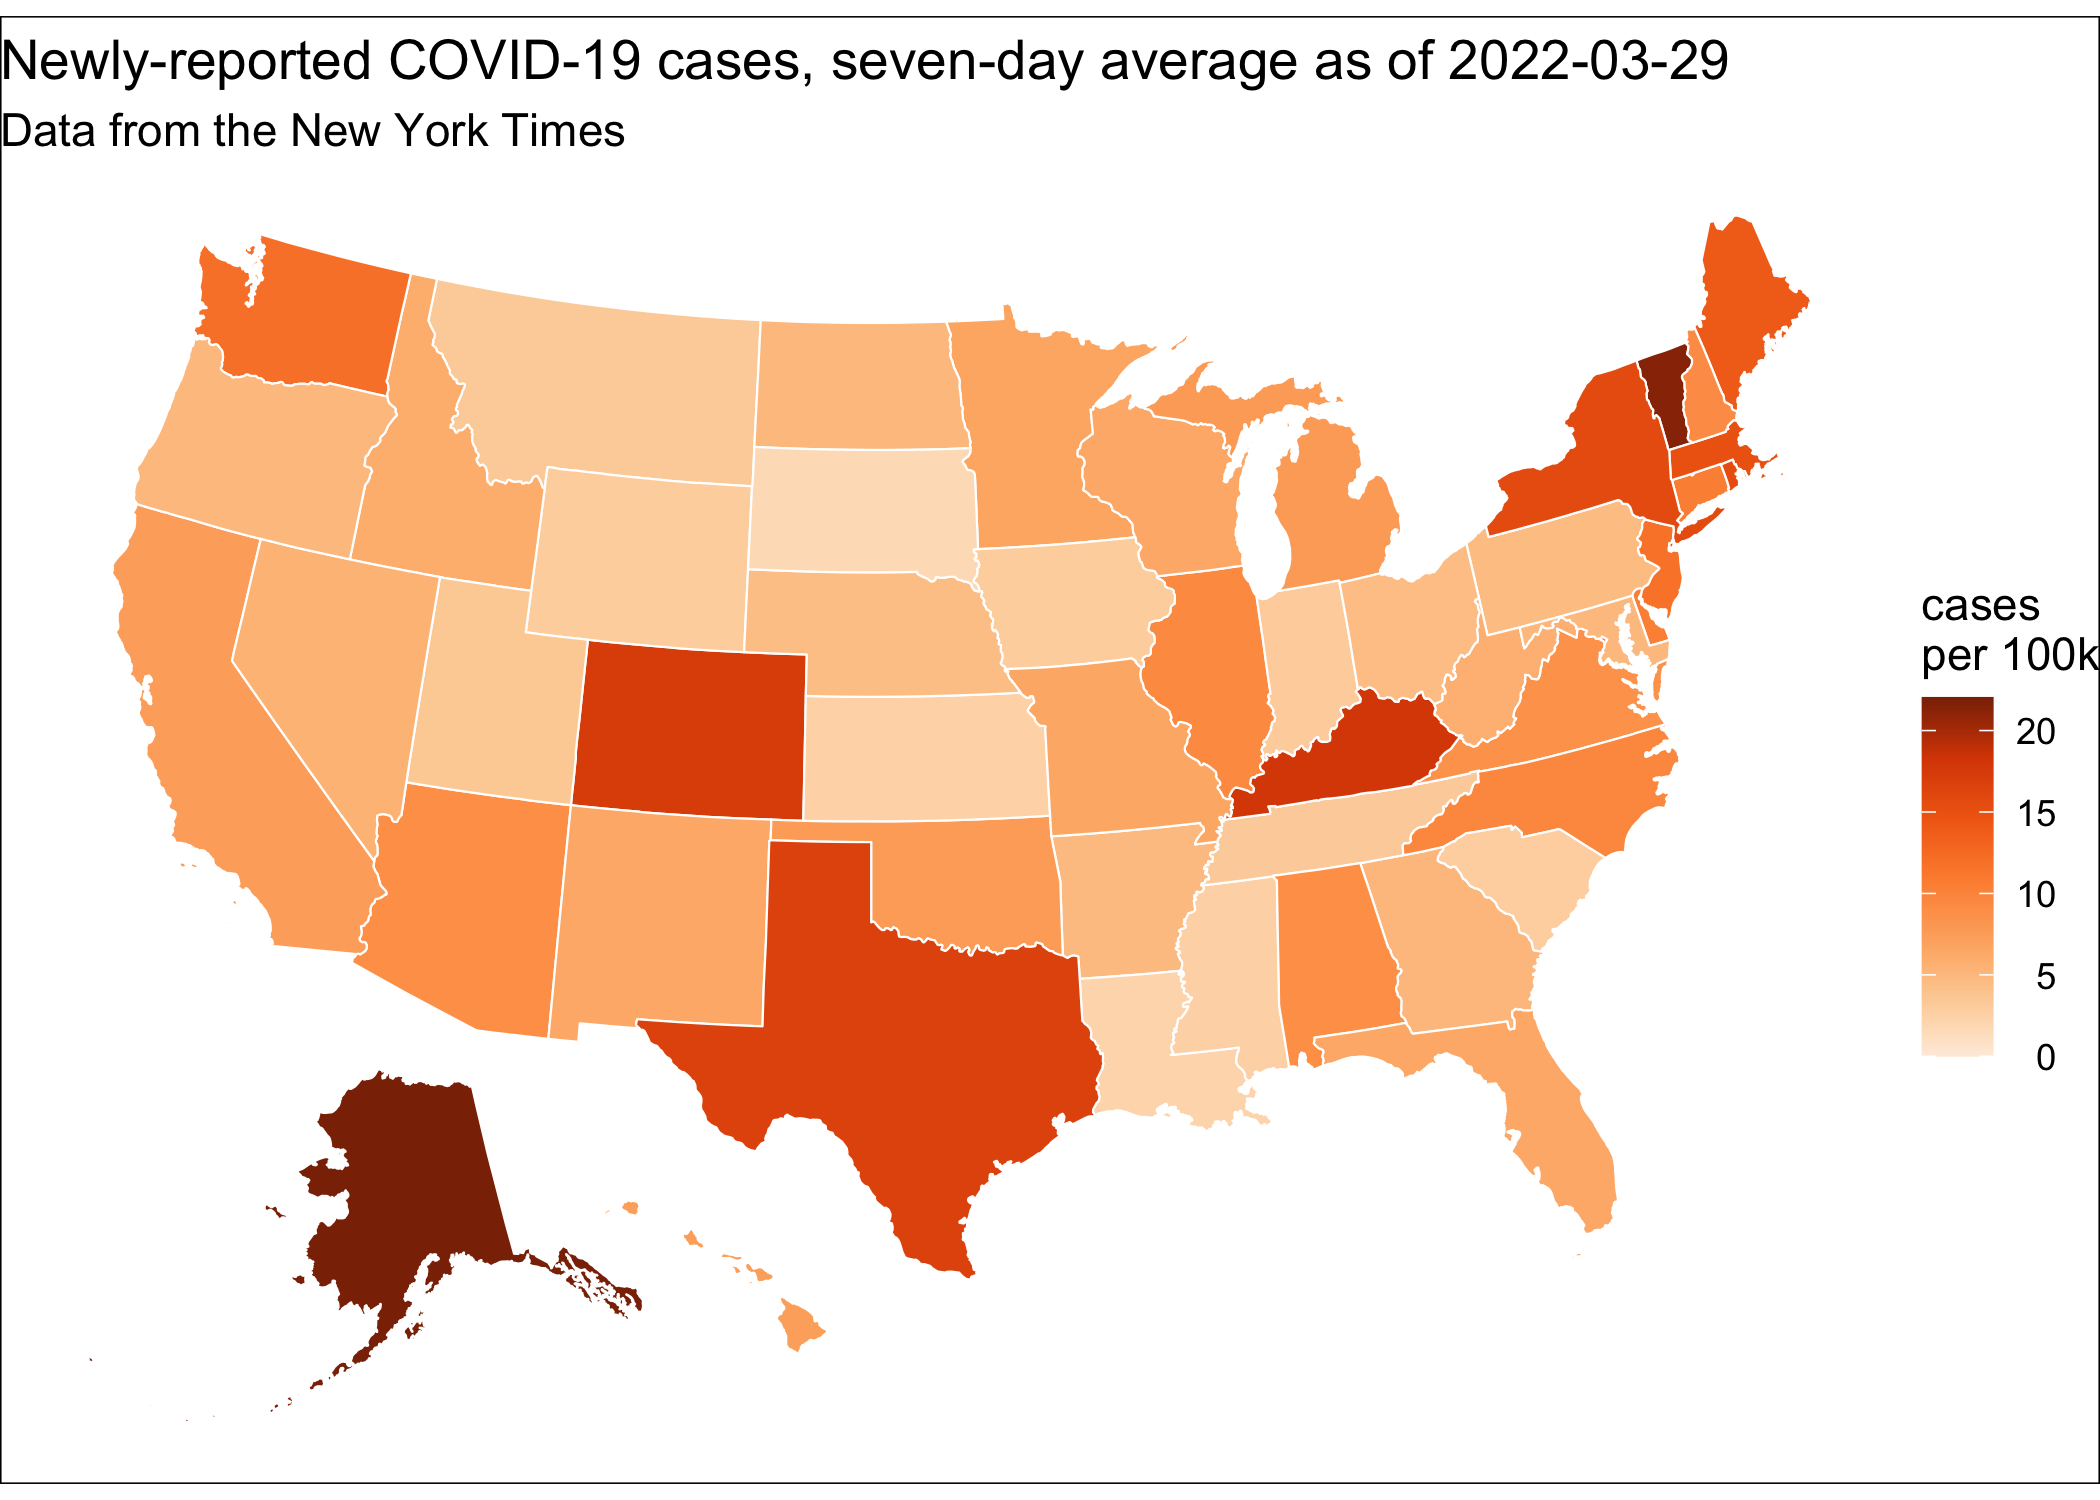 Newly-reported COVID-19 cases, seven-day average as of 2022-03-29
Data from the New York Times
cases
per 100k
20
15
10
5
0